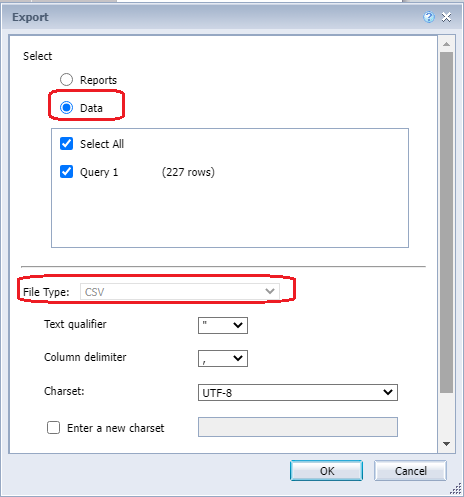 Export
Select
Reports
Data
Select All
Query 1 (227 rows)
File Type: CSV
Text qualifier "
Column delimiter ,
Charset: UTF-8
Enter a new charset
OK Cancel